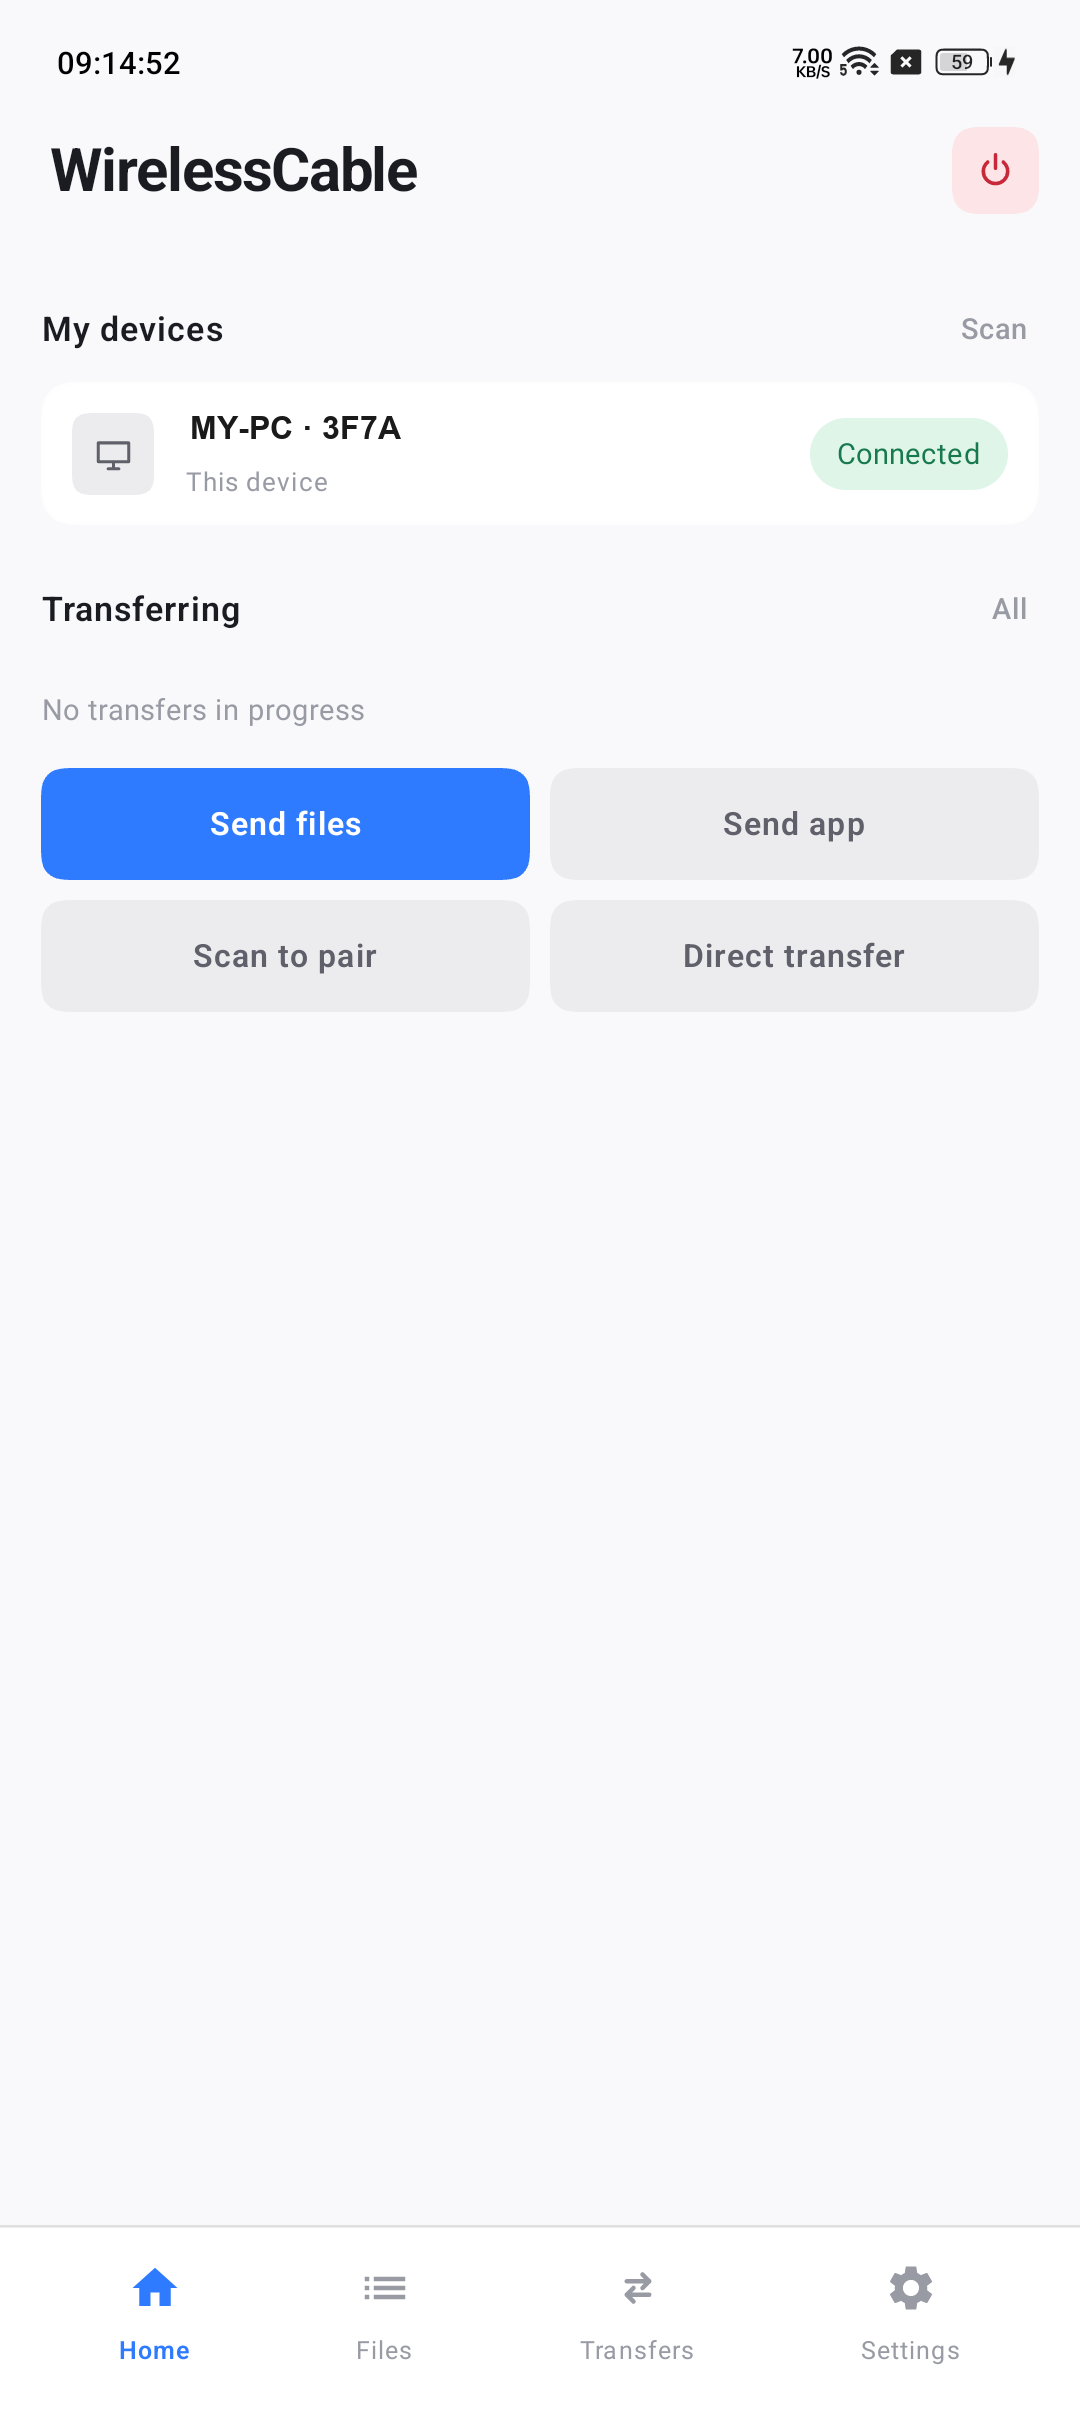 09:14:52
7.00
KB/S
5
59
WirelessCable
My devices
Scan
MY-PC · 3F7A
This device
Connected
Transferring
All
No transfers in progress
Send files
Send app
Scan to pair
Direct transfer
Home
Files
Transfers
Settings